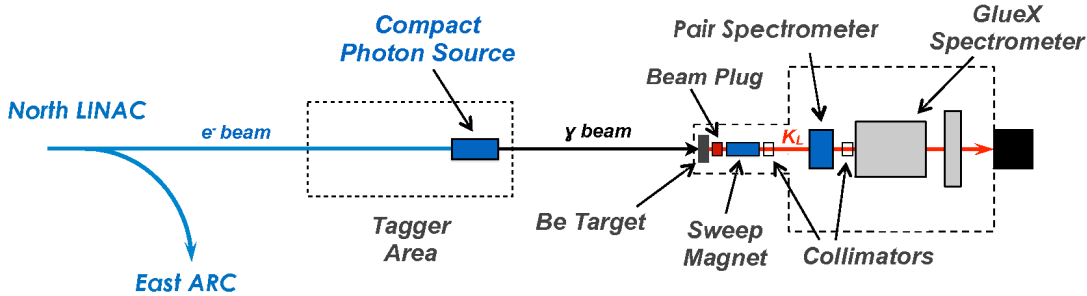 GlueX
Spectrometer
Compact
Photon Source
Pair Spectrometer
Beam Plug
North LINAC
e- beam
γ beam
KL
Be Target
Tagger
Area
Sweep
Magnet
Collimators
East ARC